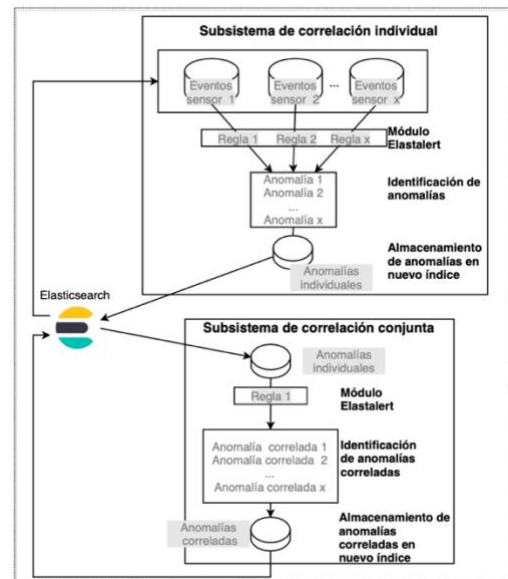 Subsistema de correlación individual
Eventos
sensor 1
Eventos
sensor 2
...
Eventos
sensor x
Regla 1
Regla 2
Regla x
Módulo
Elastalert
Anomalía 1
Anomalía 2
...
Anomalía x
Identificación de
anomalías
Almacenamiento
de anomalías en
nuevo índice
Anomalías
individuales
Elasticsearch
Subsistema de correlación conjunta
Anomalías
individuales
Regla 1
Módulo
Elastalert
Anomalía correlada 1
Anomalía correlada 2
...
Anomalía correlada x
Identificación
de anomalías
correladas
Anomalías
correladas
Almacenamiento de
anomalías
correladas en
nuevo índice